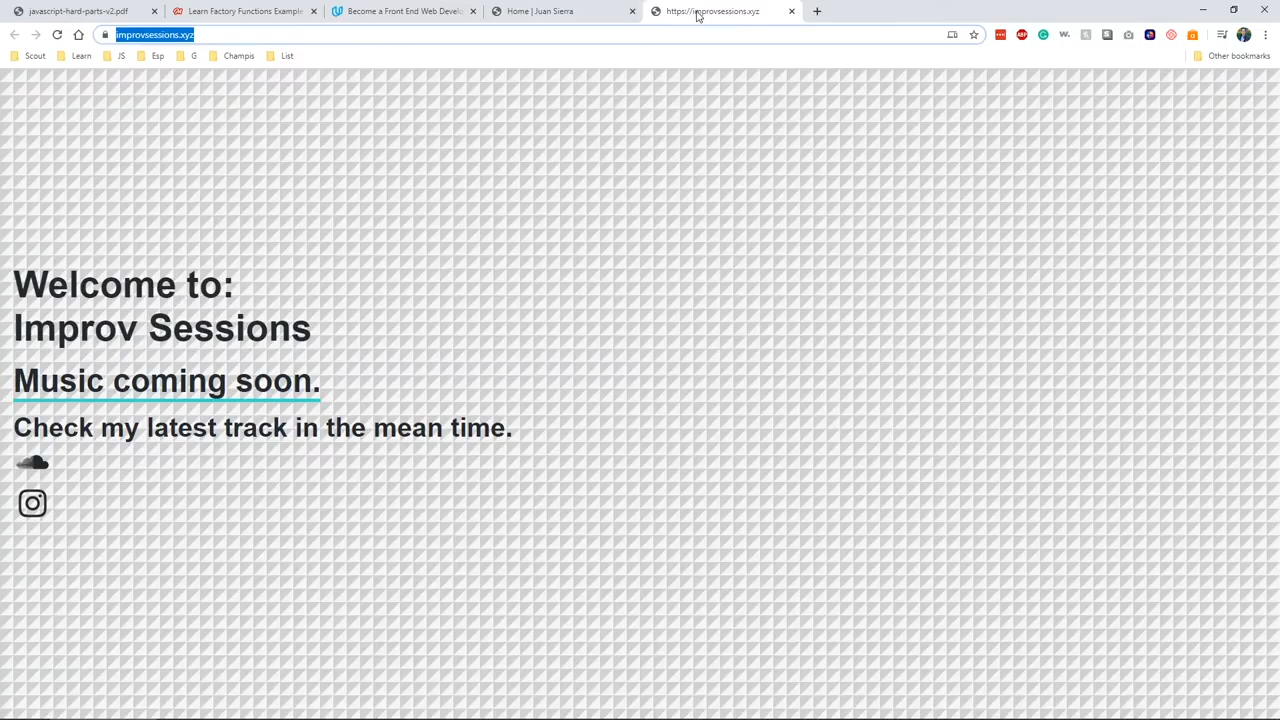 javascript-hard-parts-v2.pdf
Learn Factory Functions Example
Become a Front End Web Develo
Home | Juan Sierra
https://improvsessions.xyz
improvsessions.xyz
Scout
Learn
JS
Esp
G
Champis
List
Other bookmarks
Welcome to:
Improv Sessions
Music coming soon.
Check my latest track in the mean time.